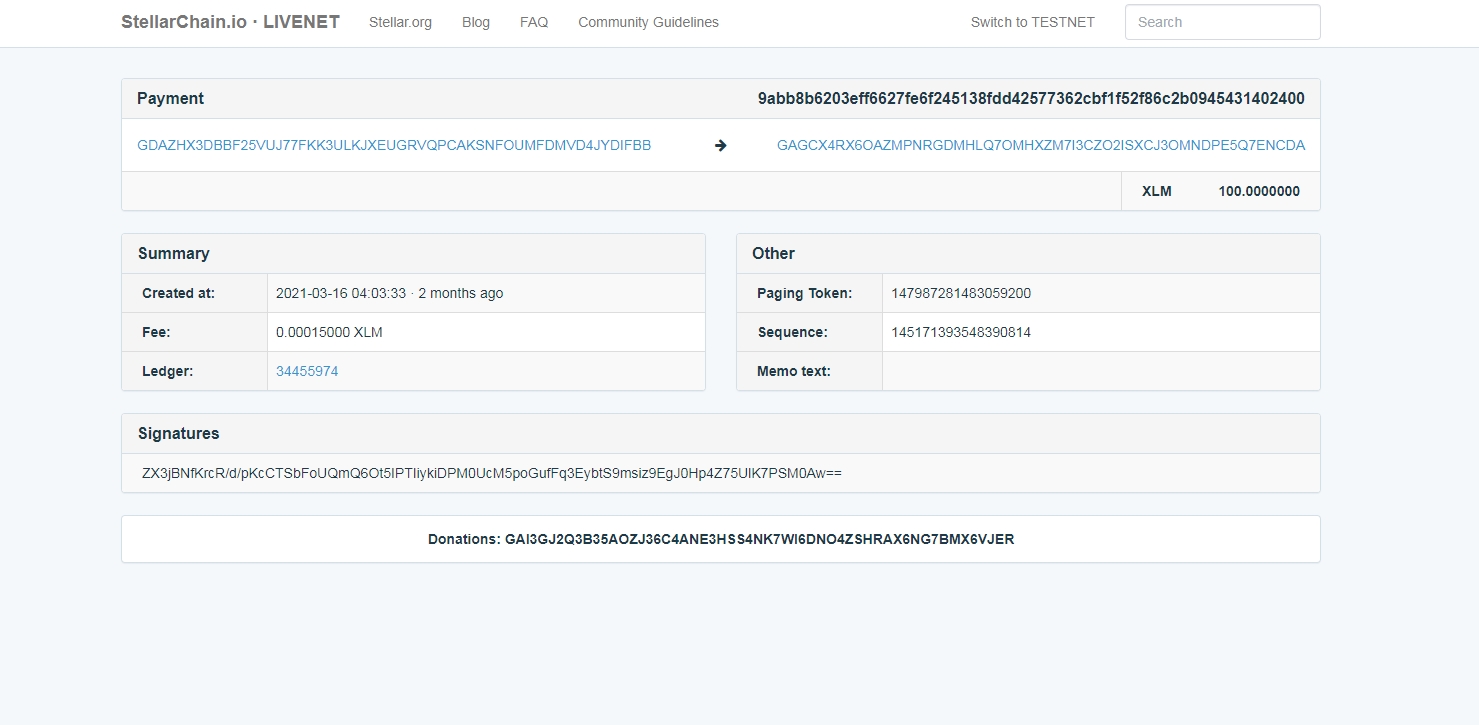 StellarChain.io · LIVENET Stellar.org Blog FAQ Community Guidelines Switch to TESTNET Search
Payment 9abb8b6203eff6627fe6f245138fdd42577362cbf1f52f86c2b0945431402400
GDAZHX3DBBF25VUJ77FKK3ULKJXEUGRVQPCAKSNFOUMFDMVD4JYDIFBB → GAGCX4RX6OAZMPNRGDMHLQ7OMHXZM7I3CZO2ISXCJ3OMNDPE5Q7ENCDA
XLM 100.0000000
Summary
Created at: 2021-03-16 04:03:33 · 2 months ago
Fee: 0.00015000 XLM
Ledger: 34455974
Other
Paging Token: 147987281483059200
Sequence: 145171393548390814
Memo text:
Signatures
ZX3jBNfKrcR/d/pKcCTSbFoUQmQ6Ot5IPTIiykiDPM0UcM5poGufFq3EybtS9msiz9EgJ0Hp4Z75UIK7PSM0Aw==
Donations: GAI3GJ2Q3B35AOZJ36C4ANE3HSS4NK7WI6DNO4ZSHRAX6NG7BMX6VJER